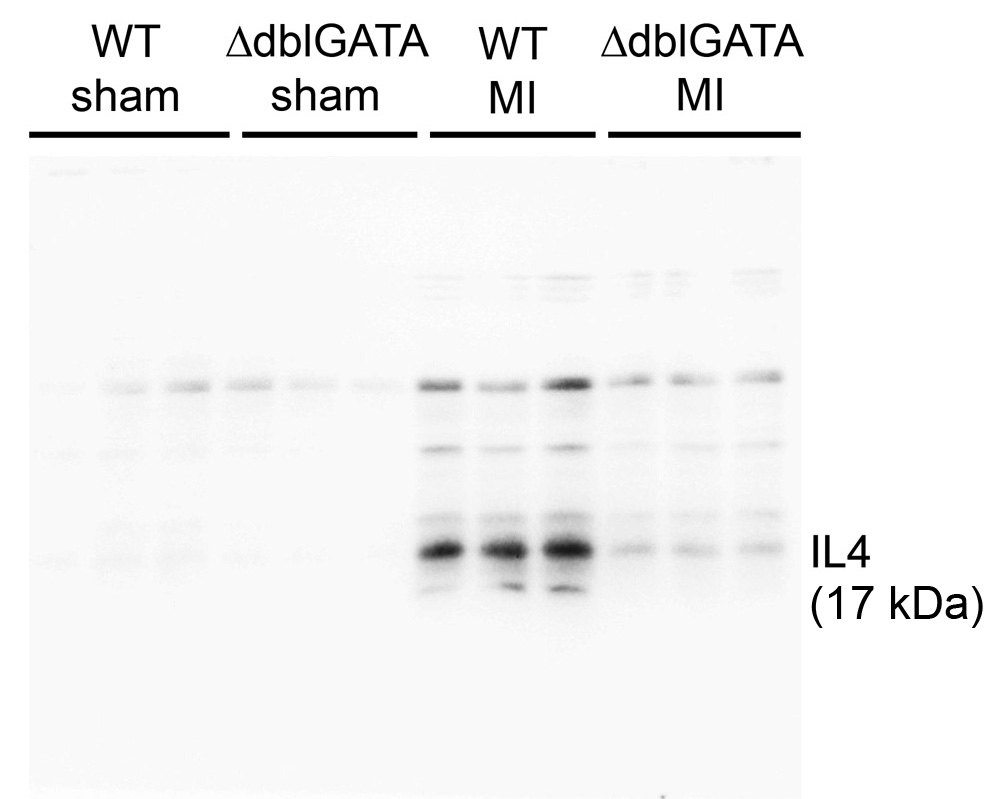 WT
sham
ΔdblGATA
sham
WT
MI
ΔdblGATA
MI
IL4
(17 kDa)